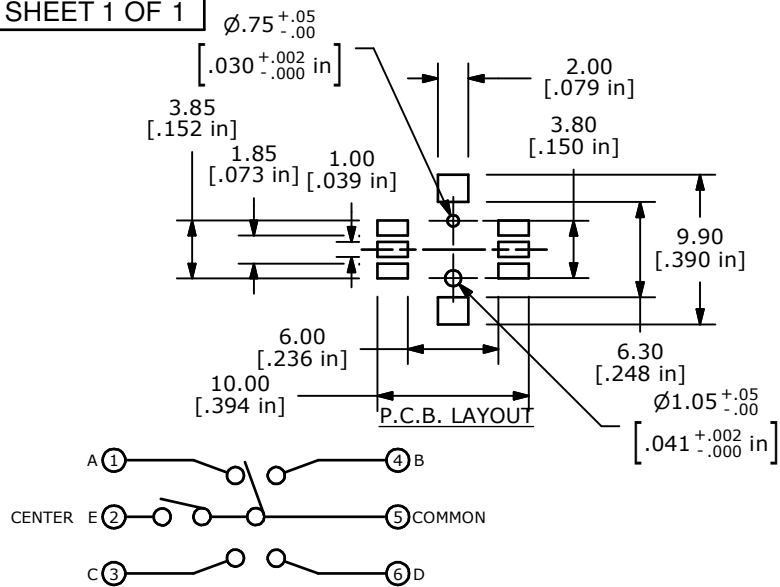 SHEET 1 OF 1
Ø.75 +.05 -.00
[.030 +.002 -.000 in]
2.00
[.079 in]
3.85
[.152 in]
3.80
[.150 in]
1.85
[.073 in]
1.00
[.039 in]
9.90
[.390 in]
6.00
[.236 in]
6.30
[.248 in]
10.00
[.394 in]
P.C.B. LAYOUT
Ø1.05 +.05 -.00
[.041 +.002 -.000 in]
A 1
4 B
CENTER E 2
5 COMMON
C 3
6 D